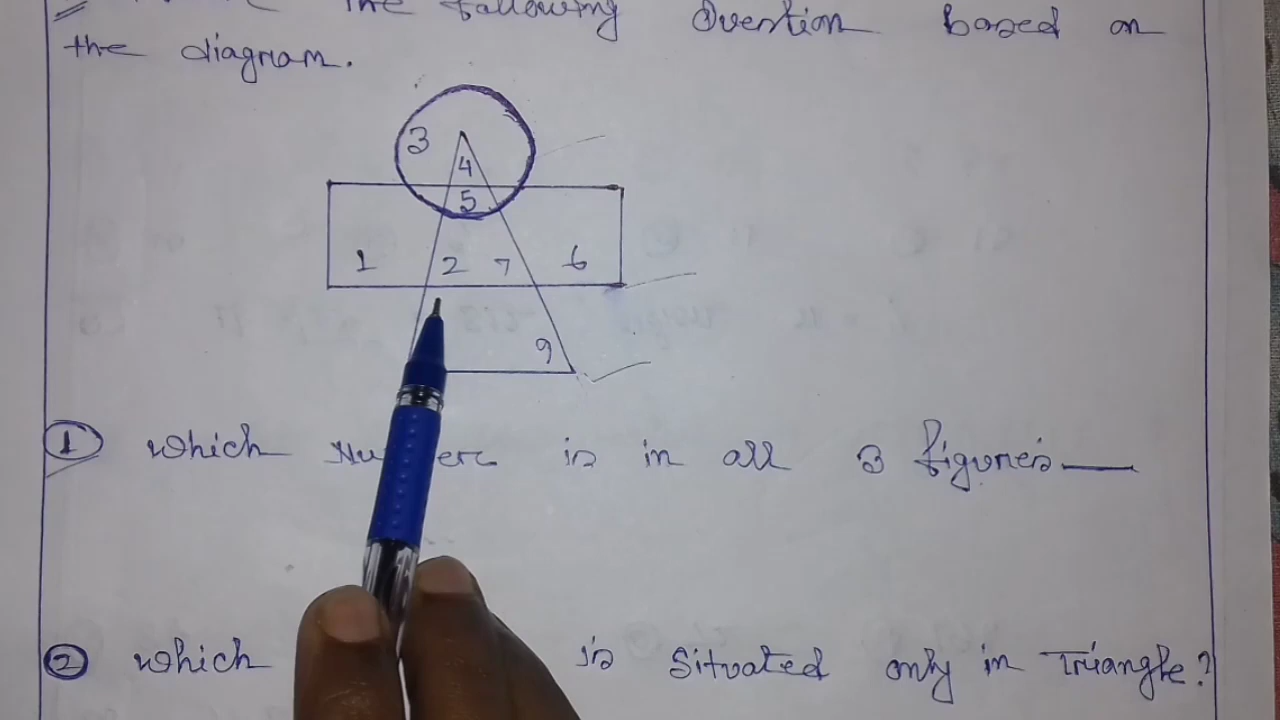 the following Question based on
the diagram.
3
4
5
1 2 7 6
9
1 which in in all 3 figures
2 which is situated only in Triangle?